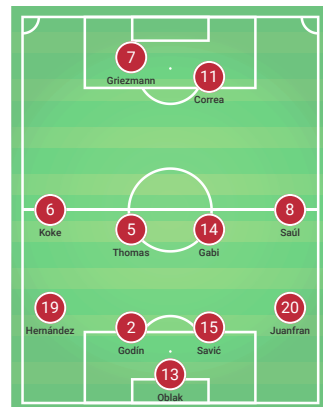 7
Griezmann
11
Correa
6
Koke
5
Thomas
14
Gabi
8
Saúl
19
Hernández
2
Godín
15
Savić
20
Juanfran
13
Oblak